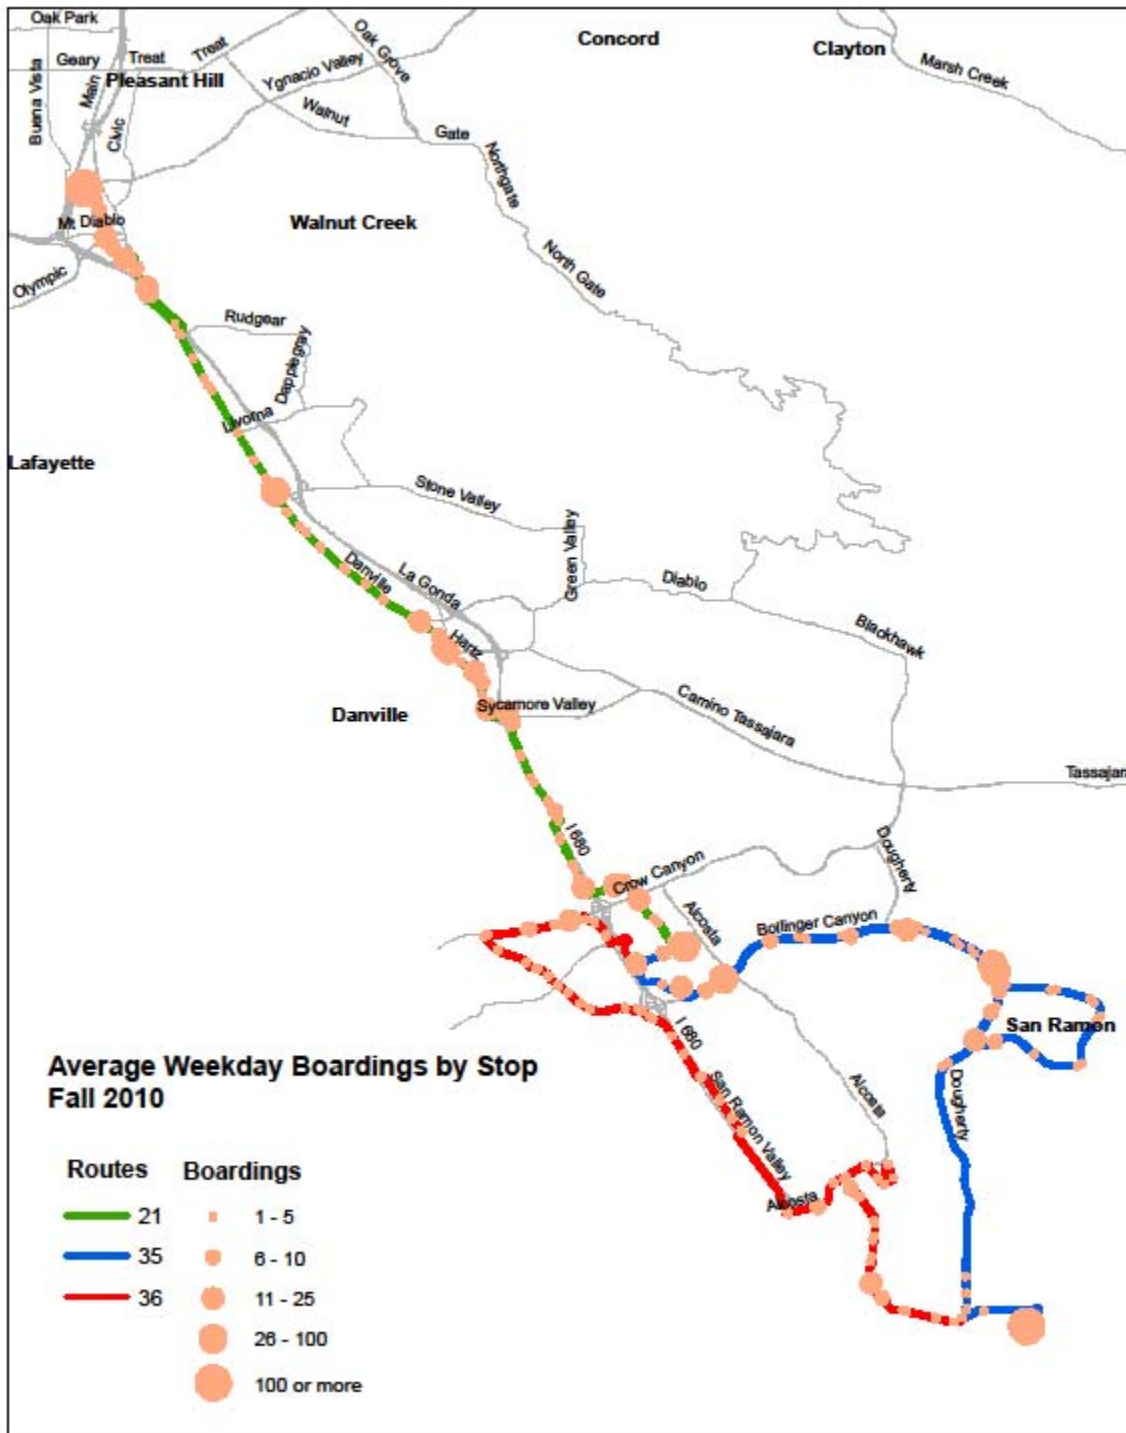 Oak Park
Geary
Treat
Treat
Pleasant Hill
Buena Vista
Main
Civic
Ygnacio Valley
Oak Grove
Walnut
Gate
Concord
Clayton
Marsh Creek
Northgate
North Gate
Mt Diablo
Walnut Creek
Olympic
Rudgear
Dapplegray
Livorna
Lafayette
Stone Valley
Green Valley
Danville
La Gonda
Diablo
Blackhawk
Hartz
Danville
Sycamore Valley
Camino Tassajara
Tassajara
I 680
Crow Canyon
Dougherty
Alcosta
Bollinger Canyon
San Ramon
I 680
San Ramon Valley
Alcosta
Dougherty
Alcosta
Average Weekday Boardings by Stop
Fall 2010
Routes Boardings
21 1 - 5
35 6 - 10
36 11 - 25
26 - 100
100 or more